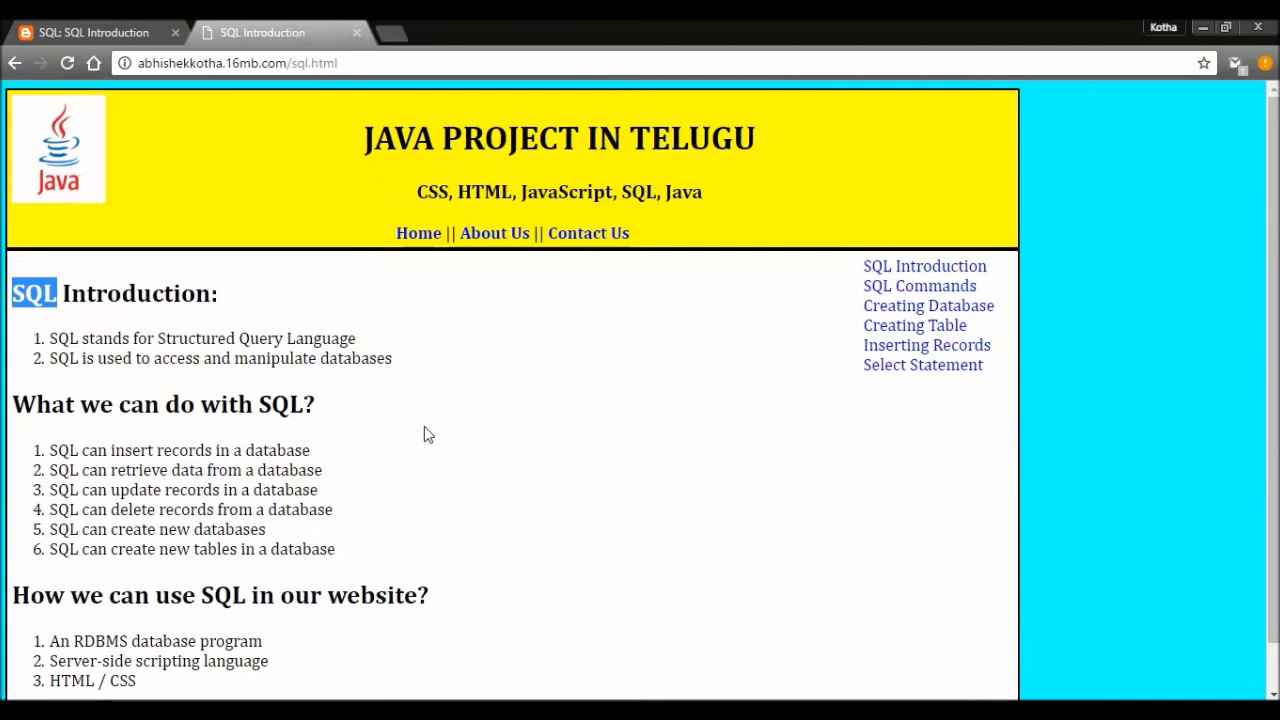 SQL: SQL Introduction
SQL Introduction
Kotha
abhishekkotha.16mb.com/sql.html
Java
JAVA PROJECT IN TELUGU
CSS, HTML, JavaScript, SQL, Java
Home || About Us || Contact Us
SQL Introduction:
1. SQL stands for Structured Query Language
2. SQL is used to access and manipulate databases
What we can do with SQL?
1. SQL can insert records in a database
2. SQL can retrieve data from a database
3. SQL can update records in a database
4. SQL can delete records from a database
5. SQL can create new databases
6. SQL can create new tables in a database
How we can use SQL in our website?
1. An RDBMS database program
2. Server-side scripting language
3. HTML / CSS
SQL Introduction
SQL Commands
Creating Database
Creating Table
Inserting Records
Select Statement